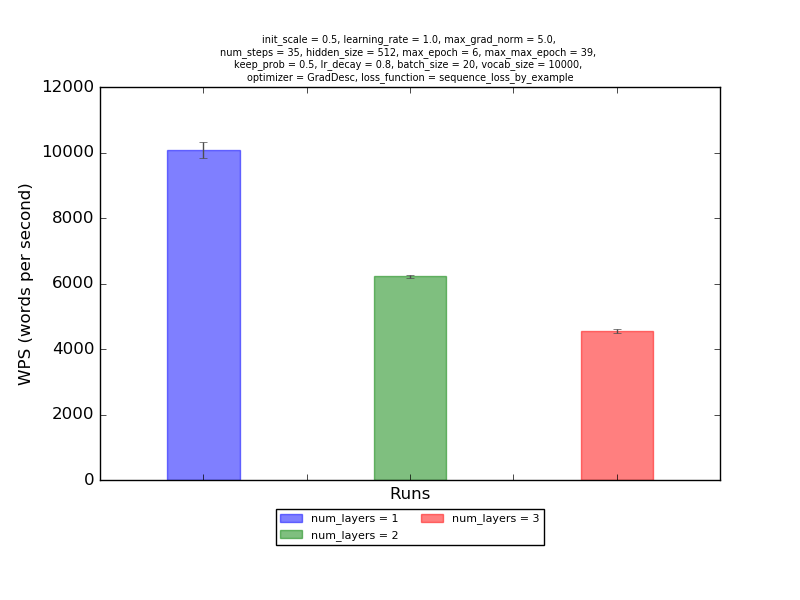 init_scale = 0.5, learning_rate = 1.0, max_grad_norm = 5.0,
num_steps = 35, hidden_size = 512, max_epoch = 6, max_max_epoch = 39,
keep_prob = 0.5, lr_decay = 0.8, batch_size = 20, vocab_size = 10000,
optimizer = GradDesc, loss_function = sequence_loss_by_example
12000
10000
8000
6000
4000
2000
0
WPS (words per second)
Runs
num_layers = 1
num_layers = 2
num_layers = 3